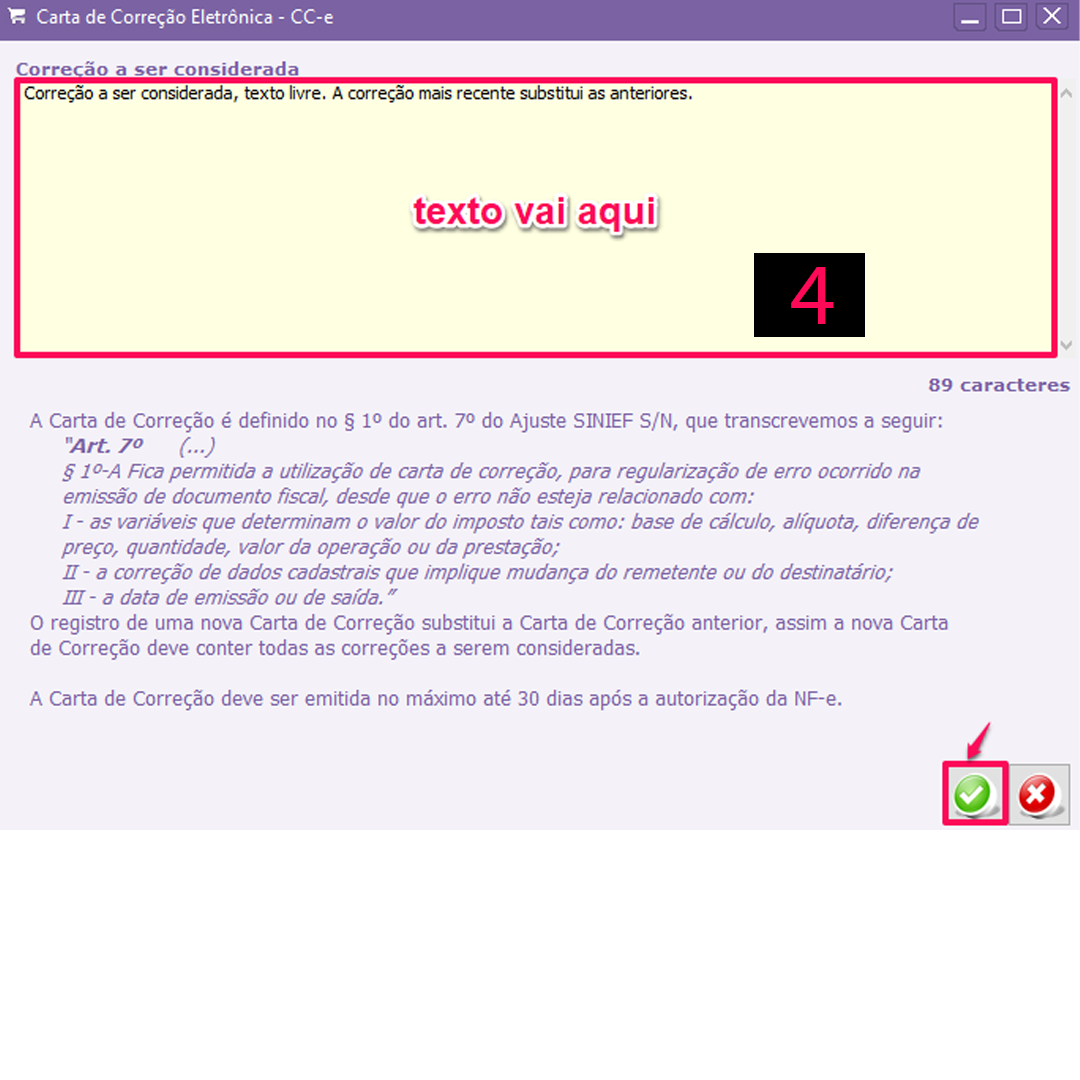 Carta de Correção Eletrônica - CC-e
Correção a ser considerada
Correção a ser considerada, texto livre. A correção mais recente substitui as anteriores.
texto vai aqui
4
89 caracteres
A Carta de Correção é definido no § 1º do art. 7º do Ajuste SINIEF S/N, que transcrevemos a seguir:
"Art. 7º (...)
§ 1º-A Fica permitida a utilização de carta de correção, para regularização de erro ocorrido na
emissão de documento fiscal, desde que o erro não esteja relacionado com:
I - as variáveis que determinam o valor do imposto tais como: base de cálculo, alíquota, diferença de
preço, quantidade, valor da operação ou da prestação;
II - a correção de dados cadastrais que implique mudança do remetente ou do destinatário;
III - a data de emissão ou de saída.”
O registro de uma nova Carta de Correção substitui a Carta de Correção anterior, assim a nova Carta
de Correção deve conter todas as correções a serem consideradas.
A Carta de Correção deve ser emitida no máximo até 30 dias após a autorização da NF-e.